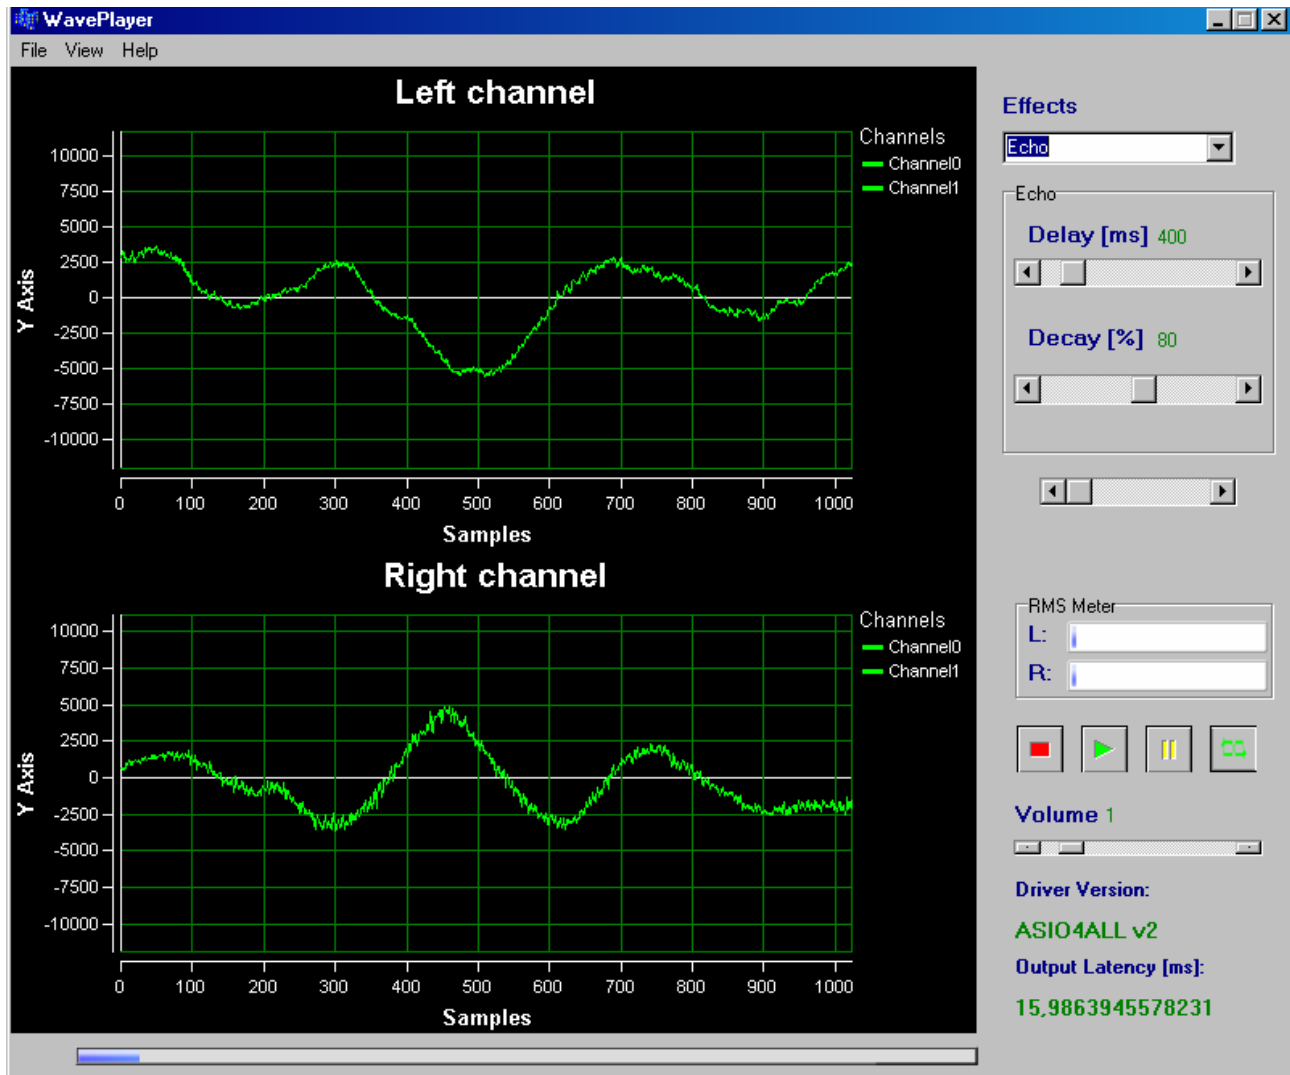 WavePlayer
File View Help
Left channel
Channels
Channel0
Channel1
10000
7500
5000
2500
0
-2500
-5000
-7500
-10000
Y Axis
0 100 200 300 400 500 600 700 800 900 1000
Samples
Right channel
Channels
Channel0
Channel1
10000
7500
5000
2500
0
-2500
-5000
-7500
-10000
Y Axis
0 100 200 300 400 500 600 700 800 900 1000
Samples
Effects
Echo
Echo
Delay [ms] 400
Decay [%] 80
RMS Meter
L:
R:
Volume 1
Driver Version:
ASIO4ALL v2
Output Latency [ms]:
15,9863945578231